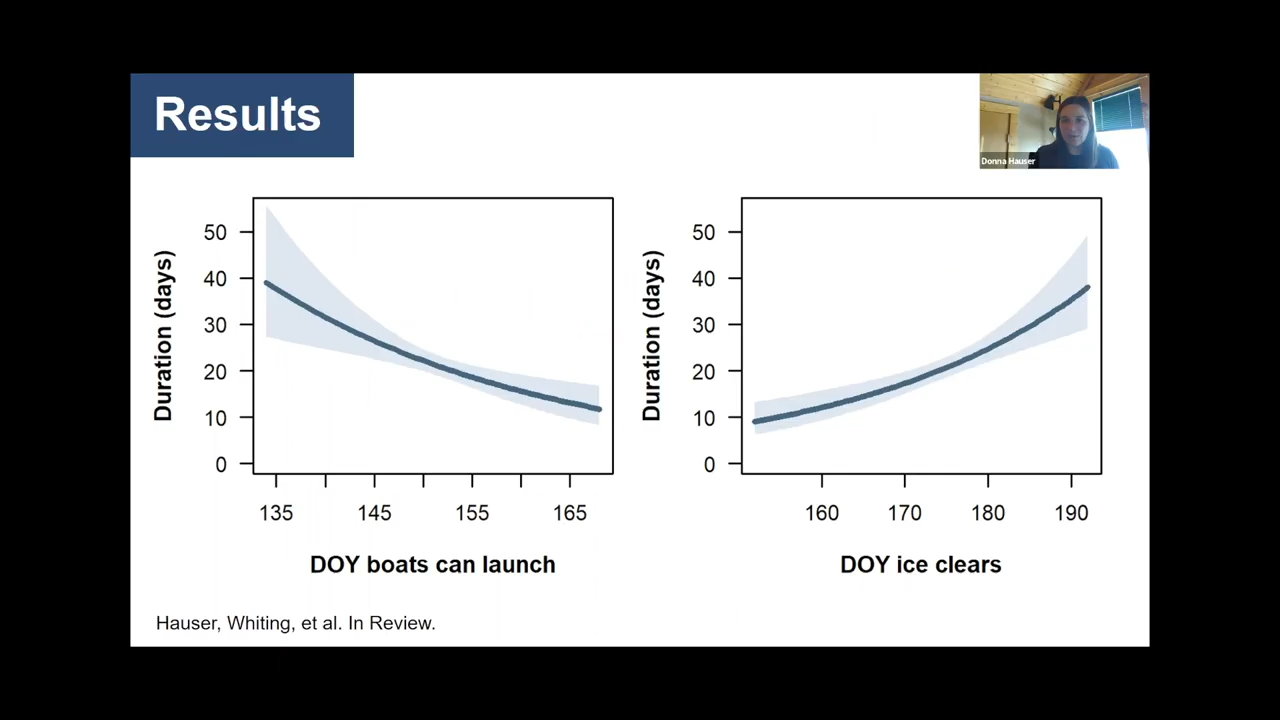 Results
Donna Hauser
Duration (days)
50
40
30
20
10
0
135 145 155 165
DOY boats can launch
Duration (days)
50
40
30
20
10
0
160 170 180 190
DOY ice clears
Hauser, Whiting, et al. In Review.